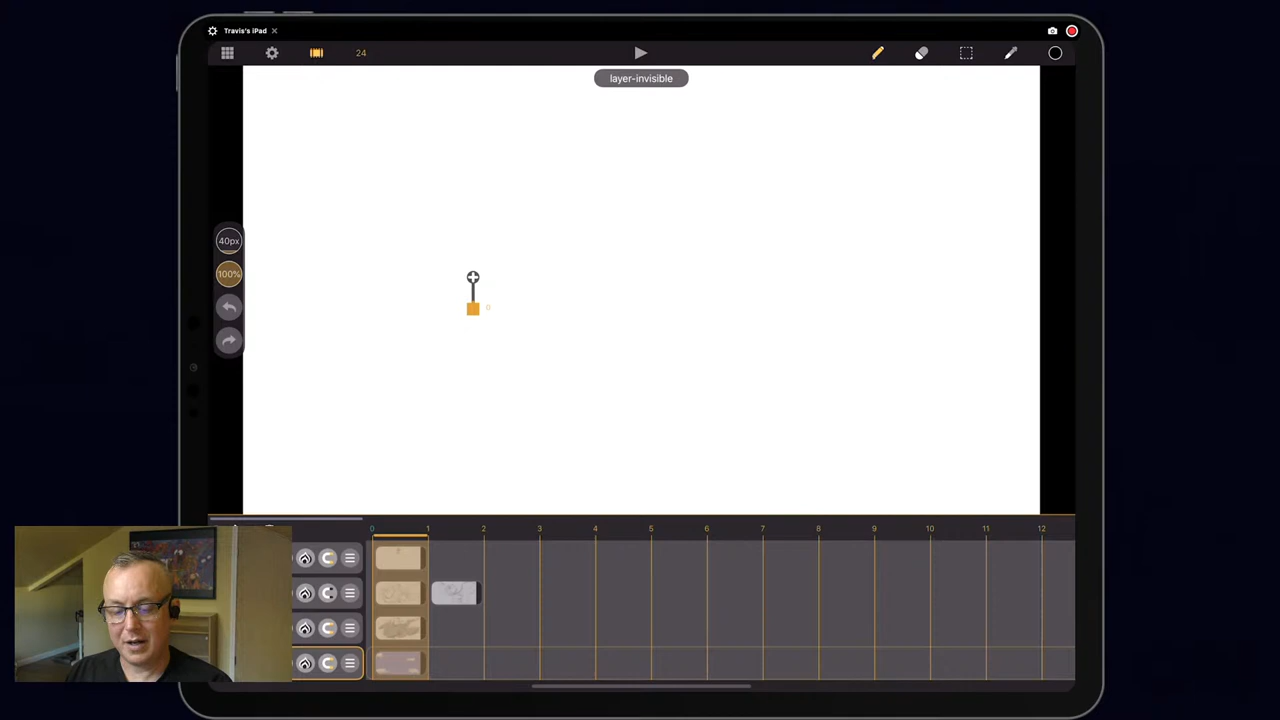 Travis's iPad
24
layer-invisible
40px
100%
0
0 1 2 3 4 5 6 7 8 9 10 11 12